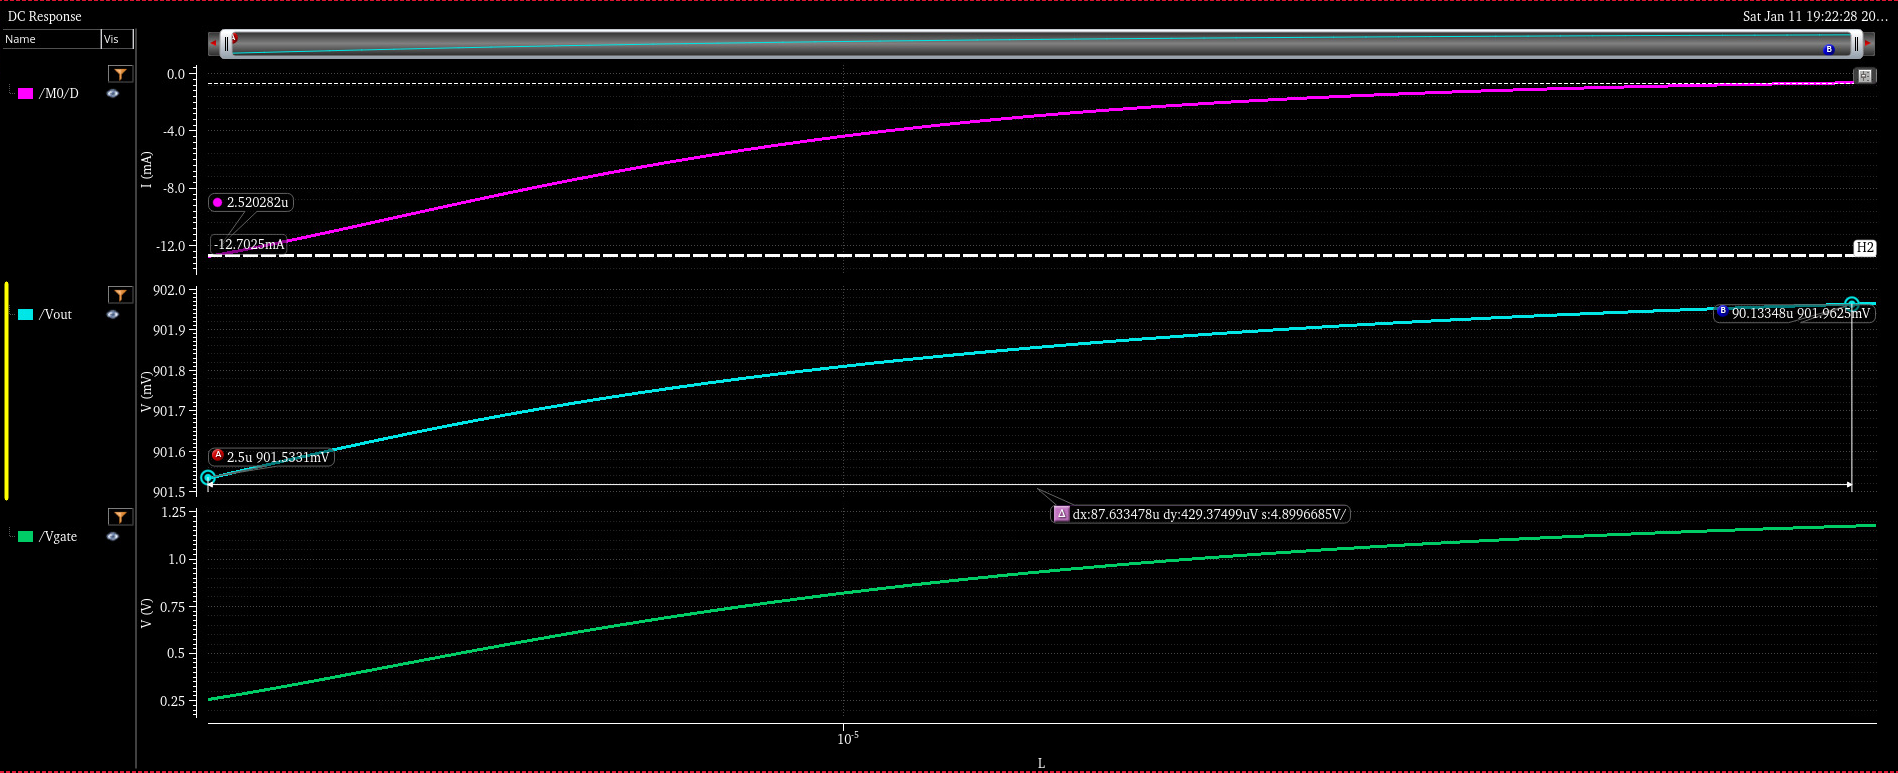 DC Response
Sat Jan 11 19:22:28 20...
Name
Vis
A
B
/M0/D
I (mA)
0.0
-4.0
-8.0
-12.0
2.520282u
-12.7025mA
H2
/Vout
V (mV)
902.0
901.9
901.8
901.7
901.6
901.5
A 2.5u 901.5331mV
B 90.13348u 901.9625mV
Δ dx:87.633478u dy:429.37499uV s:4.8996685V/
/Vgate
V (V)
1.25
1.0
0.75
0.5
0.25
10-5
L